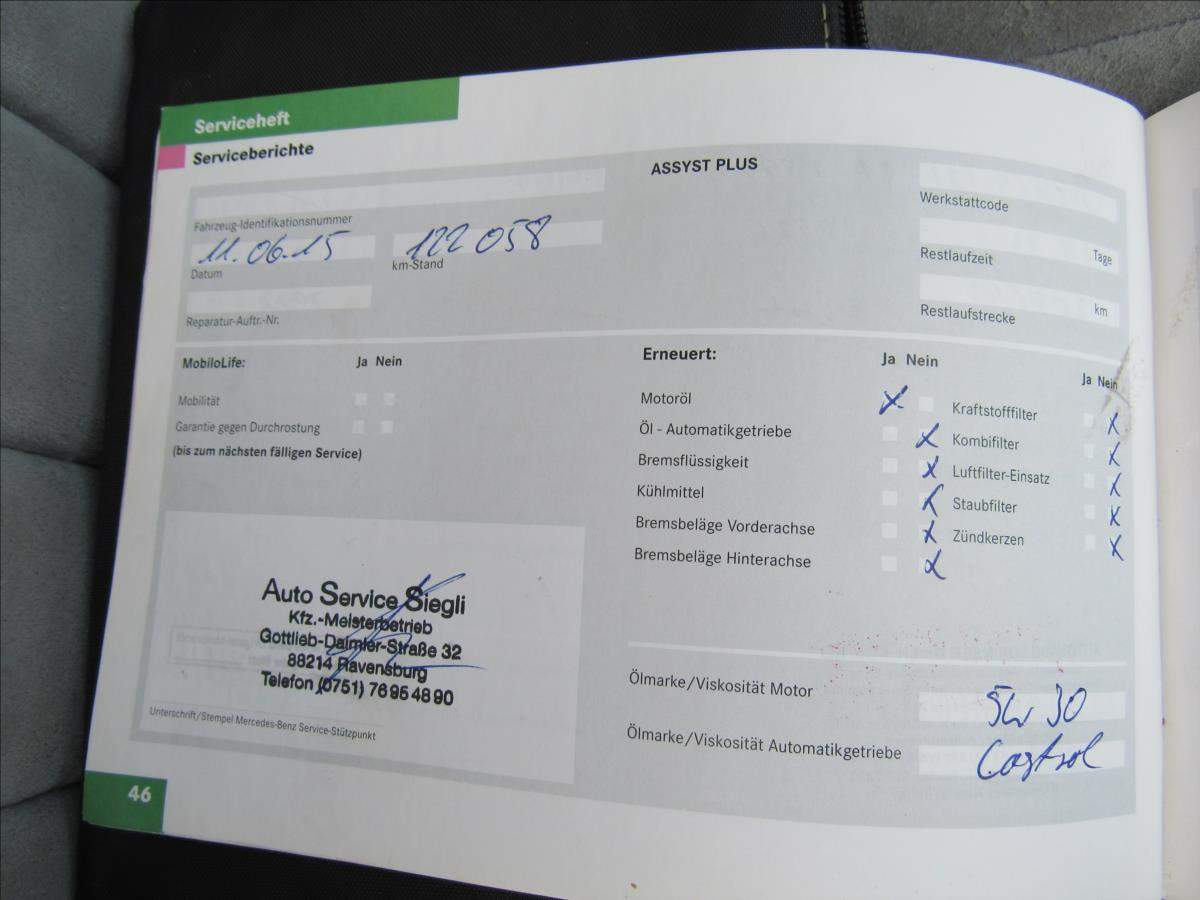 Serviceheft
Serviceberichte
ASSYST PLUS
Fahrzeug-Identifikationsnummer
Werkstattcode
11.06.15 122 058
Datum km-Stand
Restlaufzeit Tage
Reparatur-Auftr.-Nr.
Restlaufstrecke km
MobiloLife: Ja Nein
Mobilität
Garantie gegen Durchrostung
(bis zum nächsten fälligen Service)
Erneuert: Ja Nein Ja Nein
Motoröl X Kraftstofffilter X
Öl - Automatikgetriebe X Kombifilter X
Bremsflüssigkeit X Luftfilter-Einsatz X
Kühlmittel X Staubfilter X
Bremsbeläge Vorderachse X Zündkerzen X
Bremsbeläge Hinterachse X
Auto Service Siegli
Kfz.-Meisterbetrieb
Gottlieb-Daimler-Straße 32
88214 Ravensburg
Telefon (0751) 76 95 48 90
Unterschrift/Stempel Mercedes-Benz Service-Stützpunkt
Ölmarke/Viskosität Motor 5W 30
Ölmarke/Viskosität Automatikgetriebe Castrol
46